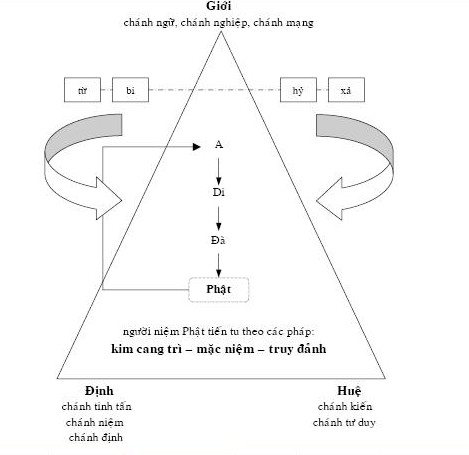 Giới
chánh ngữ, chánh nghiệp, chánh mạng
từ bi hỷ xả
A
Di
Đà
Phật
người niệm Phật tiến tu theo các pháp:
kim cang trì – mặc niệm – truy đảnh
Định
chánh tinh tấn
chánh niệm
chánh định
Huệ
chánh kiến
chánh tư duy